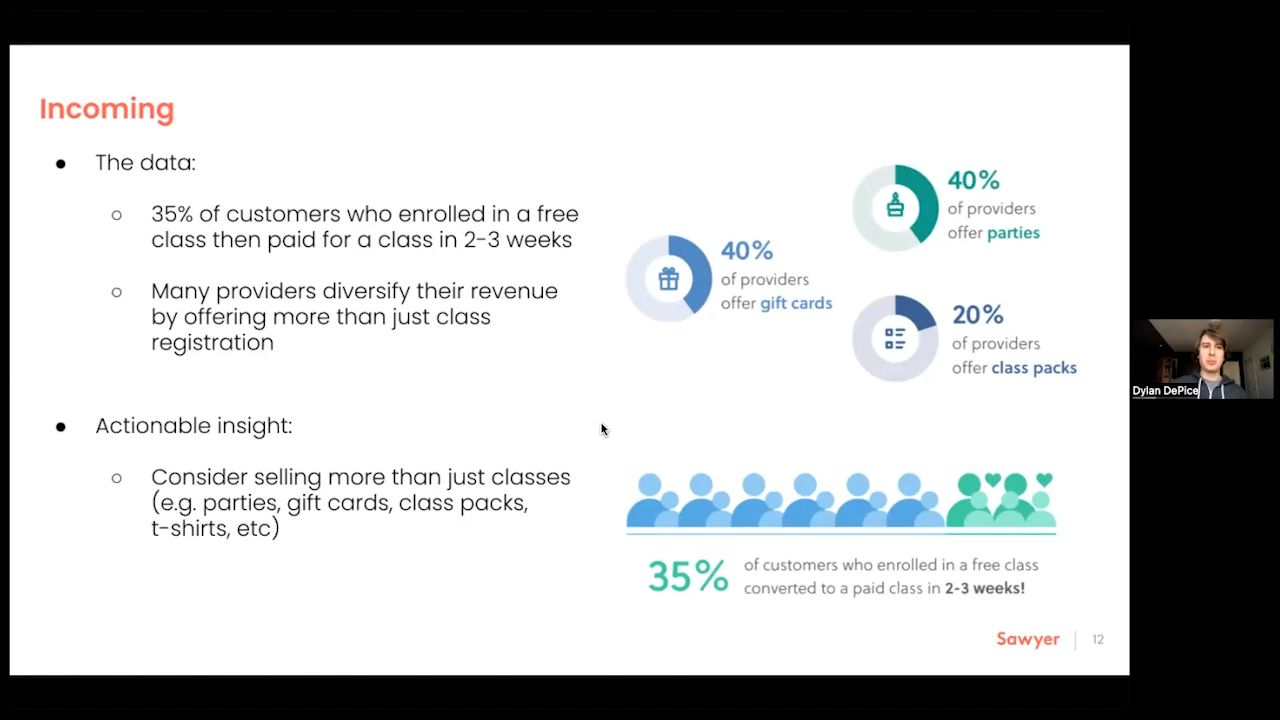 Incoming
● The data:
○ 35% of customers who enrolled in a free
class then paid for a class in 2-3 weeks
○ Many providers diversify their revenue
by offering more than just class
registration
● Actionable insight:
○ Consider selling more than just classes
(e.g. parties, gift cards, class packs,
t-shirts, etc)
40%
of providers
offer gift cards
40%
of providers
offer parties
20%
of providers
offer class packs
35%
of customers who enrolled in a free class
converted to a paid class in 2-3 weeks!
Sawyer
12
Dylan DePice